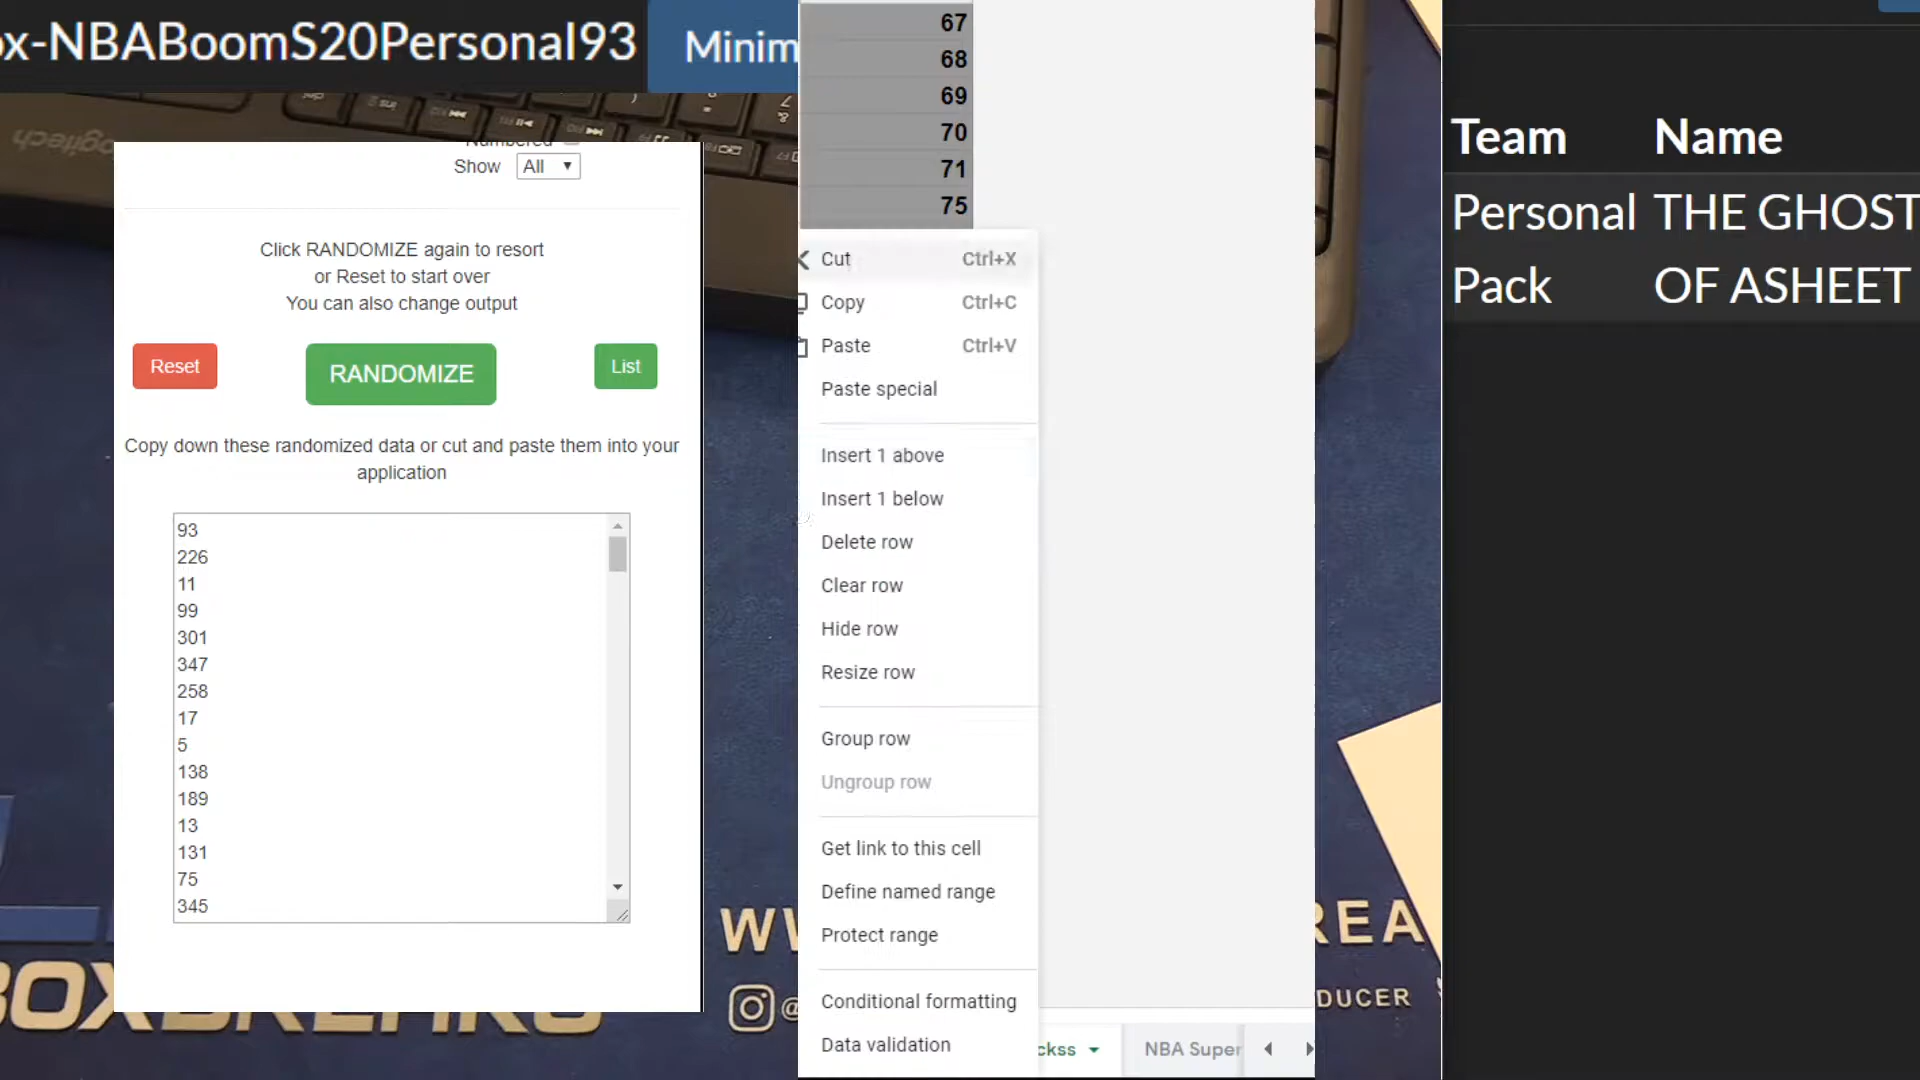 ox-NBABoomS20Personal93
Minim
Show All
Click RANDOMIZE again to resort
or Reset to start over
You can also change output
Reset
RANDOMIZE
List
Copy down these randomized data or cut and paste them into your
application
93
226
11
99
301
347
258
17
5
138
189
13
131
75
345
67
68
69
70
71
75
Cut Ctrl+X
Copy Ctrl+C
Paste Ctrl+V
Paste special
Insert 1 above
Insert 1 below
Delete row
Clear row
Hide row
Resize row
Group row
Ungroup row
Get link to this cell
Define named range
Protect range
Conditional formatting
Data validation
ckss
NBA Super
Team Name
Personal THE GHOST
Pack OF ASHEET
logitech
REA
DUCER
@